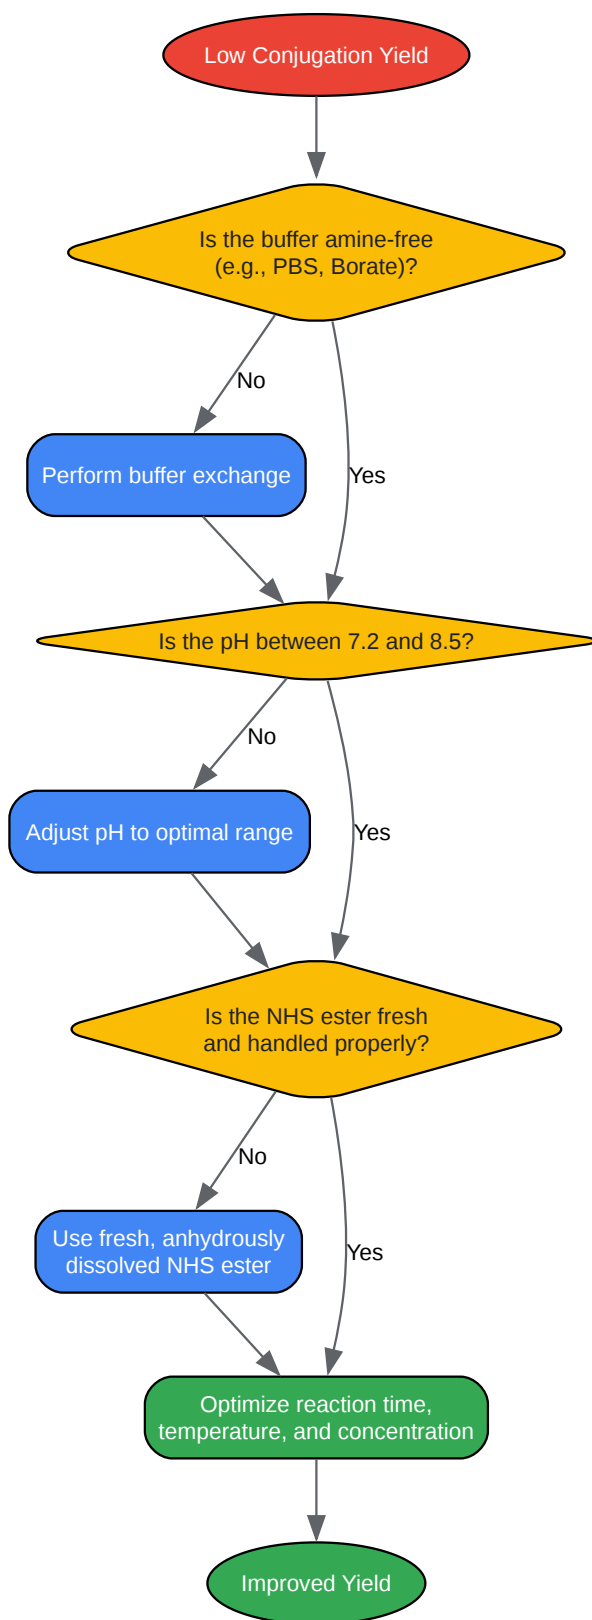 Low Conjugation Yield
Is the buffer amine-free
(e.g., PBS, Borate)?
No
Perform buffer exchange
Yes
Is the pH between 7.2 and 8.5?
No
Adjust pH to optimal range
Yes
Is the NHS ester fresh
and handled properly?
No
Use fresh, anhydrously
dissolved NHS ester
Yes
Optimize reaction time,
temperature, and concentration
Improved Yield